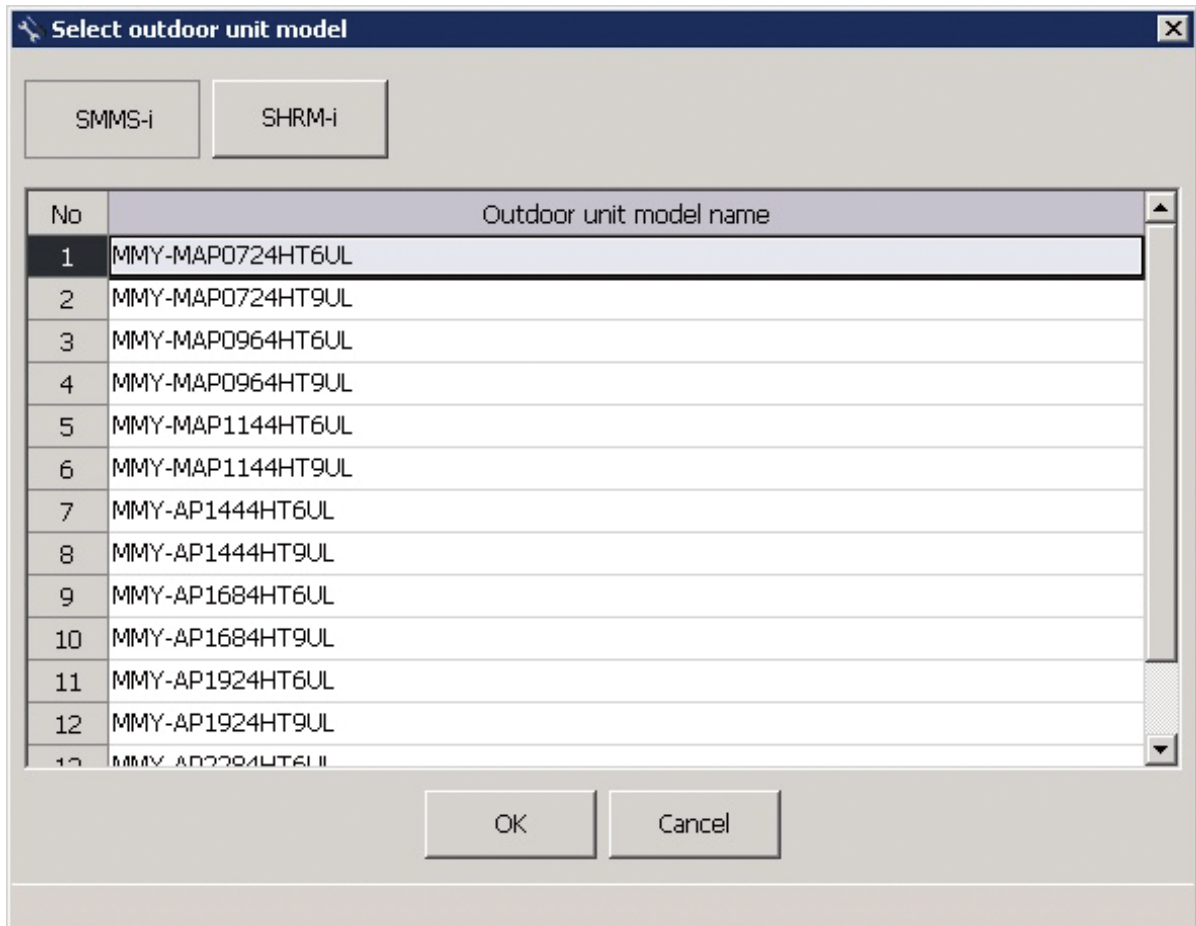 Select outdoor unit model
SMMS-i SHRM-i
No Outdoor unit model name
1 MMY-MAP0724HT6UL
2 MMY-MAP0724HT9UL
3 MMY-MAP0964HT6UL
4 MMY-MAP0964HT9UL
5 MMY-MAP1144HT6UL
6 MMY-MAP1144HT9UL
7 MMY-AP1444HT6UL
8 MMY-AP1444HT9UL
9 MMY-AP1684HT6UL
10 MMY-AP1684HT9UL
11 MMY-AP1924HT6UL
12 MMY-AP1924HT9UL
OK Cancel